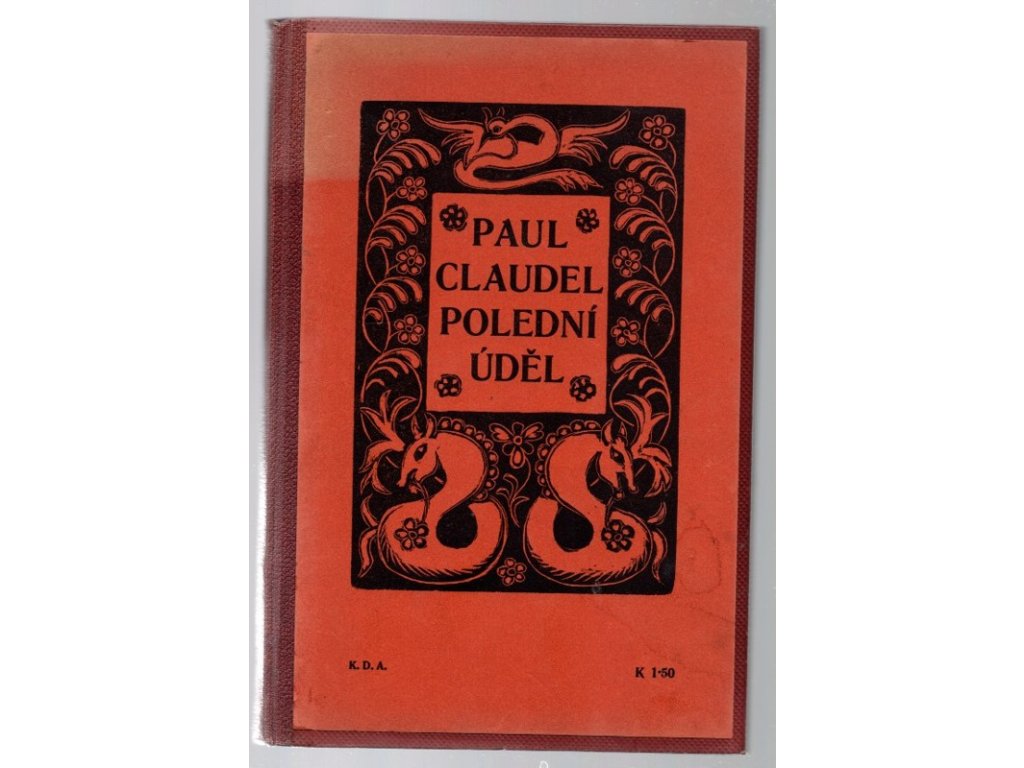 PAUL
CLAUDEL
POLEDNÍ
ÚDĚL
K. D. A.
K 1·50